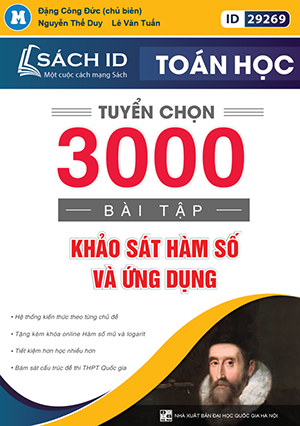 M
Đặng Công Đức (chủ biên)
Nguyễn Thế Duy Lê Văn Tuấn
ID 29269
SÁCH ID
Một cuộc cách mạng Sách
TOÁN HỌC
TUYỂN CHỌN
3000
BÀI TẬP
KHẢO SÁT HÀM SỐ
VÀ ỨNG DỤNG
• Hệ thống kiến thức theo từng chủ đề
• Tặng kèm khóa online Hàm số mũ và logarit
• Tiết kiệm hơn học nhiều hơn
• Bám sát cấu trúc đề thi THPT Quốc gia
NHÀ XUẤT BẢN ĐẠI HỌC QUỐC GIA HÀ NỘI